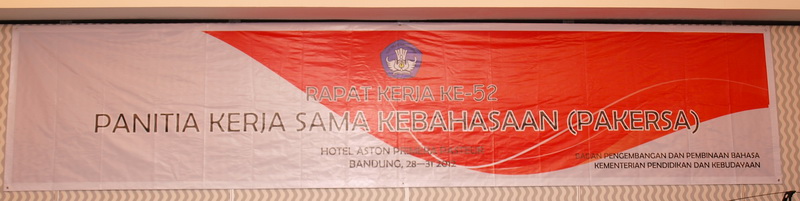 RAPAT KERJA KE-52
PANITIA KERJA SAMA KEBAHASAAN (PAKERSA)
HOTEL ASTON
BANDUNG, 28—31
BADAN PENGEMBANGAN DAN PEMBINAAN BAHASA
KEMENTERIAN PENDIDIKAN DAN KEBUDAYAAN